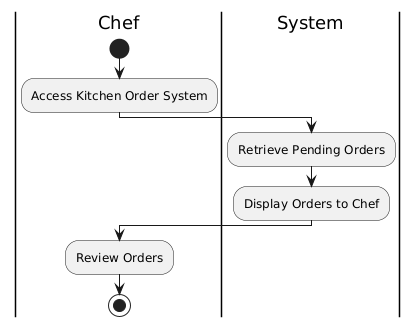 Chef
System
Access Kitchen Order System
Retrieve Pending Orders
Display Orders to Chef
Review Orders